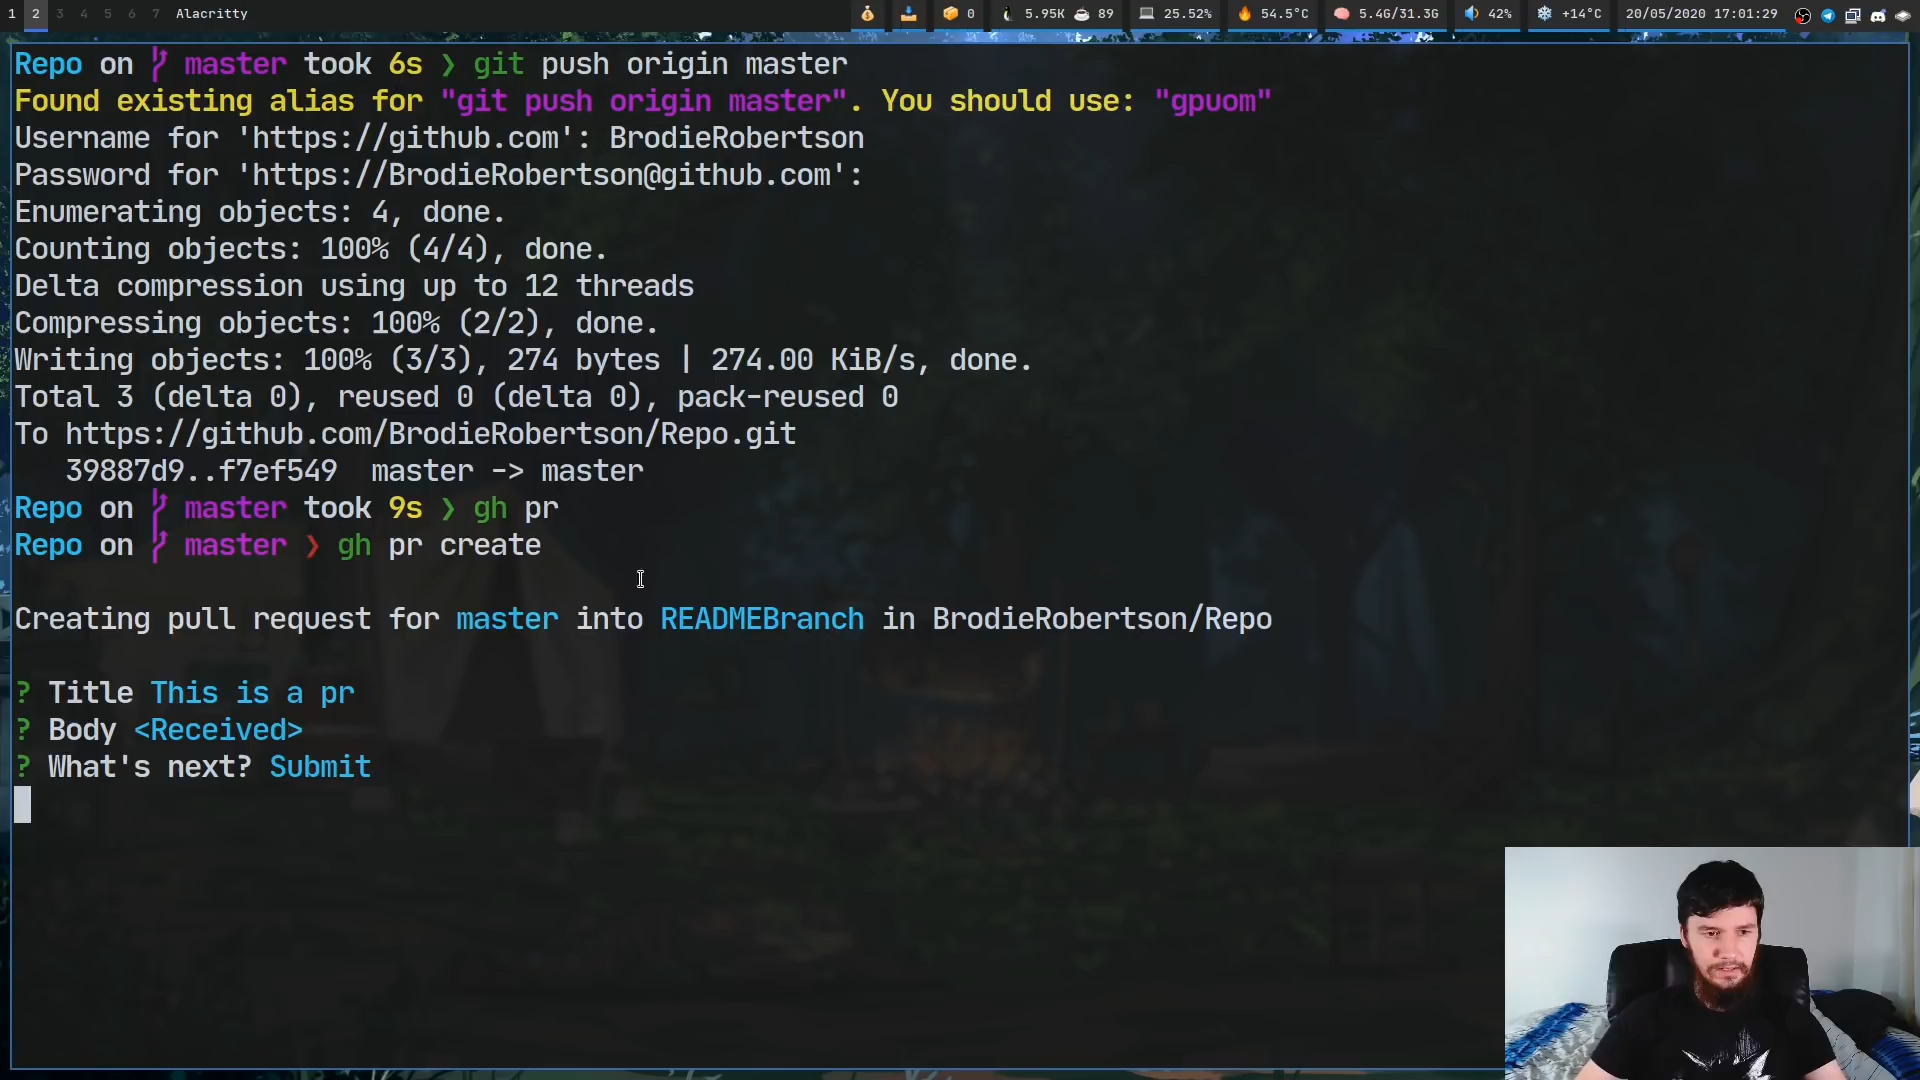 1 2 3 4 5 6 7 Alacritty 0 5.95K 89 25.52% 54.5°C 5.4G/31.3G 42% +14°C 20/05/2020 17:01:29
Repo on master took 6s ❯ git push origin master
Found existing alias for "git push origin master". You should use: "gpuom"
Username for 'https://github.com': BrodieRobertson
Password for 'https://BrodieRobertson@github.com':
Enumerating objects: 4, done.
Counting objects: 100% (4/4), done.
Delta compression using up to 12 threads
Compressing objects: 100% (2/2), done.
Writing objects: 100% (3/3), 274 bytes | 274.00 KiB/s, done.
Total 3 (delta 0), reused 0 (delta 0), pack-reused 0
To https://github.com/BrodieRobertson/Repo.git
39887d9..f7ef549 master -> master
Repo on master took 9s ❯ gh pr
Repo on master ❯ gh pr create
Creating pull request for master into READMEBranch in BrodieRobertson/Repo
? Title This is a pr
? Body <Received>
? What's next? Submit